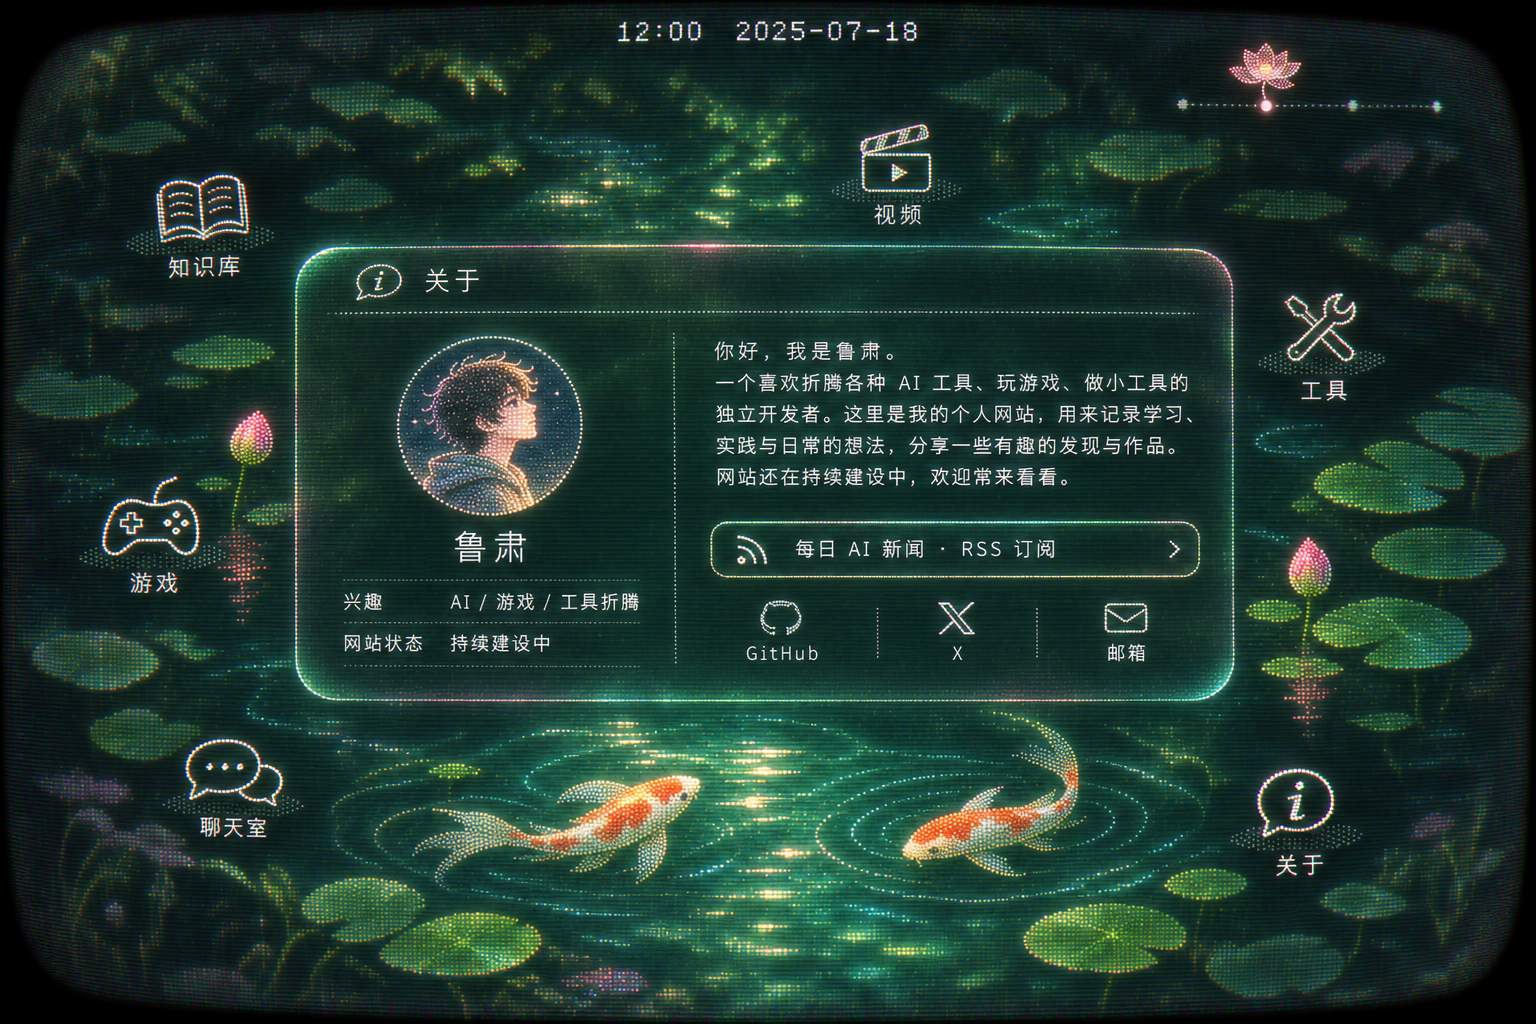 12:00 2025-07-18
视频
知识库
关于
工具
你好，我是鲁肃。
一个喜欢折腾各种 AI 工具、玩游戏、做小工具的
独立开发者。这里是我的个人网站，用来记录学习、
实践与日常的想法，分享一些有趣的发现与作品。
网站还在持续建设中，欢迎常来看看。
鲁肃
每日 AI 新闻 · RSS 订阅
游戏
兴趣 AI / 游戏 / 工具折腾
网站状态 持续建设中
GitHub
X
邮箱
聊天室
关于